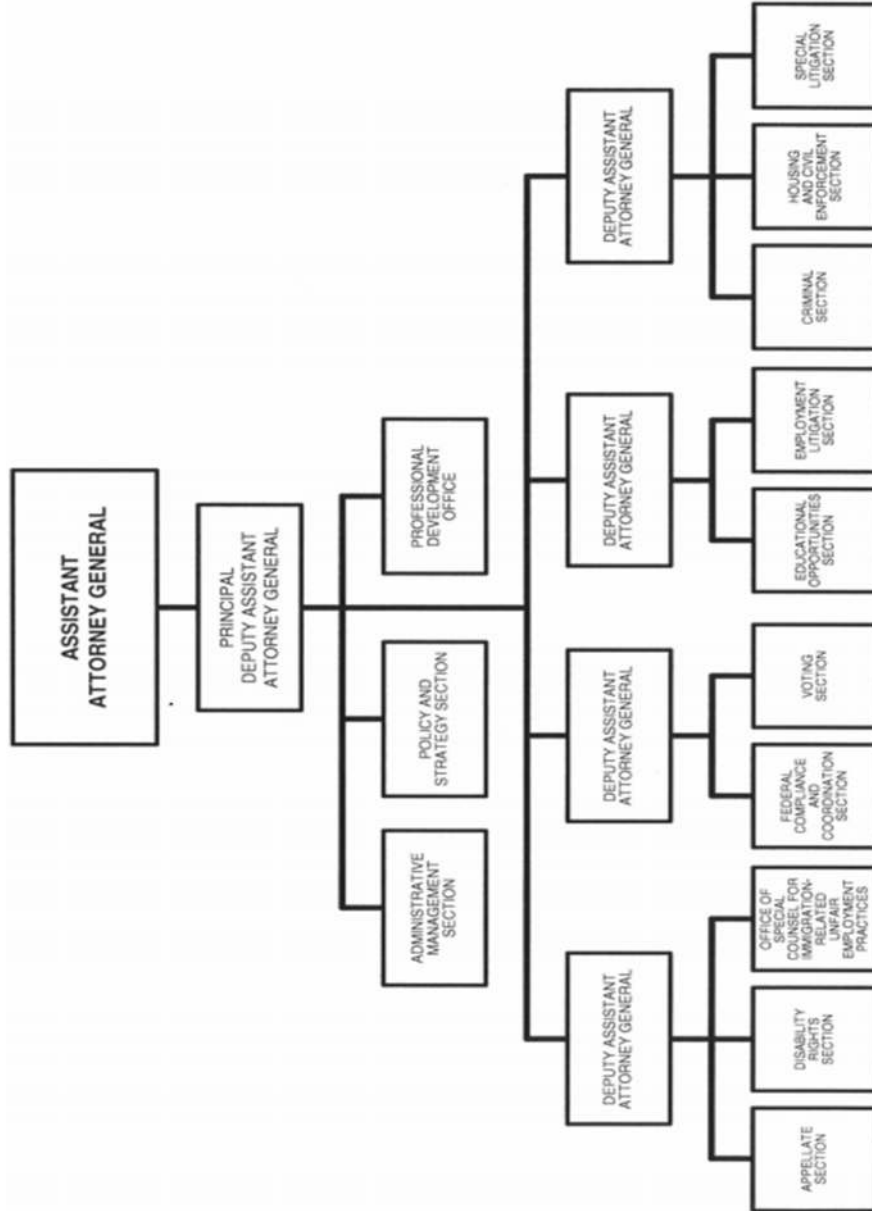 ASSISTANT
ATTORNEY GENERAL
PRINCIPAL
DEPUTY ASSISTANT
ATTORNEY GENERAL
ADMINISTRATIVE
MANAGEMENT
SECTION
POLICY AND
STRATEGY SECTION
PROFESSIONAL
DEVELOPMENT
OFFICE
DEPUTY ASSISTANT
ATTORNEY GENERAL
DEPUTY ASSISTANT
ATTORNEY GENERAL
DEPUTY ASSISTANT
ATTORNEY GENERAL
DEPUTY ASSISTANT
ATTORNEY GENERAL
APPELLATE
SECTION
DISABILITY
RIGHTS
SECTION
OFFICE OF
SPECIAL
COUNSEL FOR
IMMIGRATION-
RELATED
UNFAIR
EMPLOYMENT
PRACTICES
FEDERAL
COMPLIANCE
AND
COORDINATION
SECTION
VOTING
SECTION
EDUCATIONAL
OPPORTUNITIES
SECTION
EMPLOYMENT
LITIGATION
SECTION
CRIMINAL
SECTION
HOUSING
AND CIVIL
ENFORCEMENT
SECTION
SPECIAL
LITIGATION
SECTION